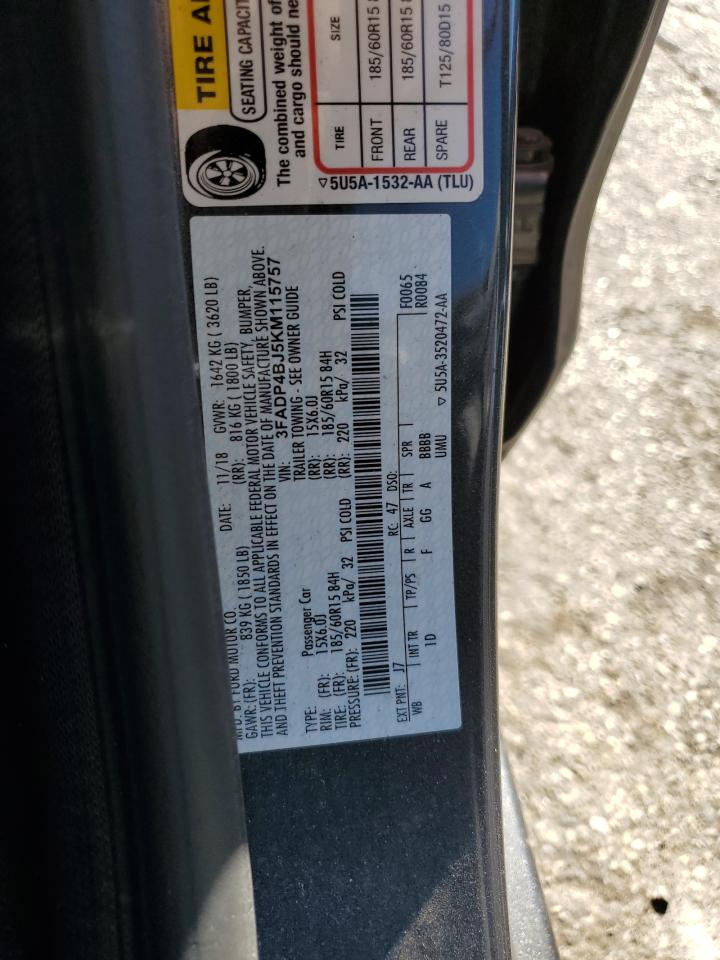 TIRE A
SEATING CAPACIT
The combined weight of
and cargo should ne
TIRE SIZE
FRONT 185/60R15 8
REAR 185/60R15 8
SPARE T125/80D15
5U5A-1532-AA (TLU)
MFD. BY FORD MOTOR CO.
DATE: 11/18 GVWR: 1642 KG ( 3620 LB)
GAWR: (FR): 839 KG (1850 LB) (RR): 816 KG (1800 LB)
THIS VEHICLE CONFORMS TO ALL APPLICABLE FEDERAL MOTOR VEHICLE SAFETY, BUMPER,
AND THEFT PREVENTION STANDARDS IN EFFECT ON THE DATE OF MANUFACTURE SHOWN ABOVE.
VIN: 3FADP4BJ5KM115757
TYPE: Passenger Car TRAILER TOWING - SEE OWNER GUIDE
RIM: (FR): 15X6.0J (RR): 15X6.0J
TIRE: (FR): 185/60R15 84H (RR): 185/60R15 84H
PRESSURE: (FR): 220 kPa/ 32 PSI COLD (RR): 220 kPa/ 32 PSI COLD
EXT PNT: J7 RC: 47 DSO: F0065
WB INT TR TP/PS R AXLE TR SPR R0084
1D F GG A BBBB
UMU
5U5A-3520472-AA